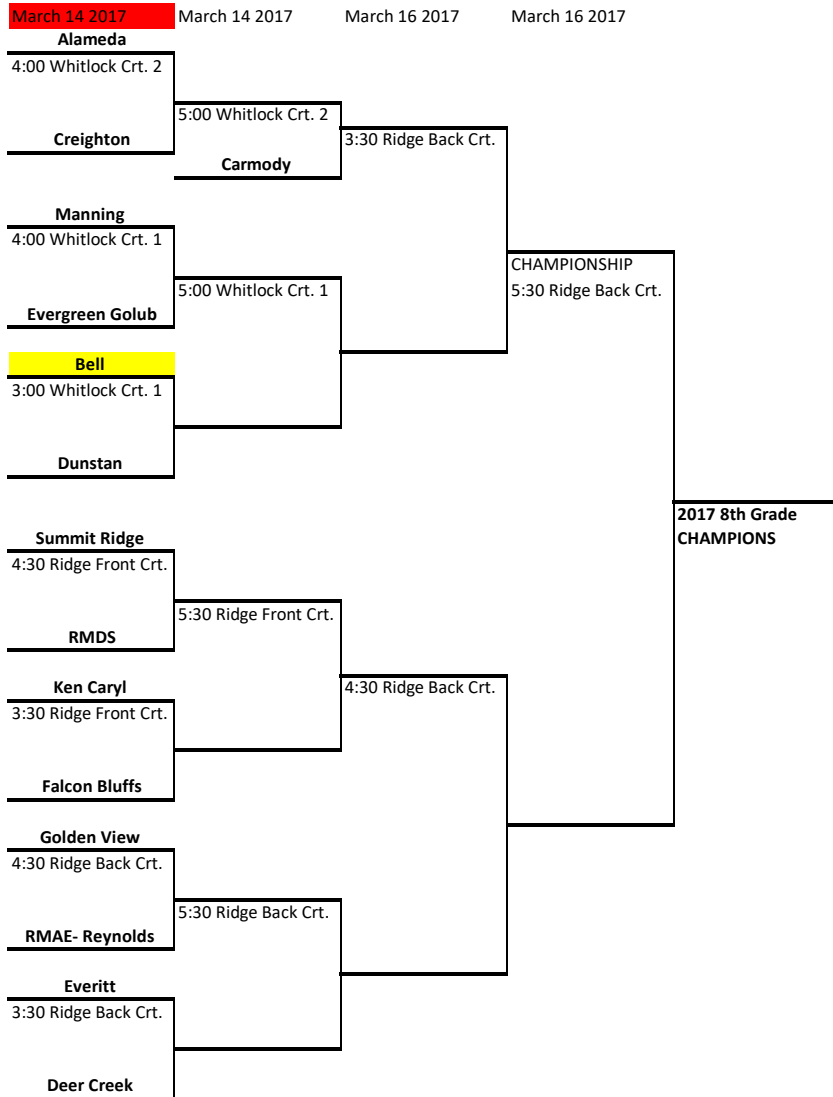 March 14 2017 March 14 2017 March 16 2017 March 16 2017
Alameda
4:00 Whitlock Crt. 2
5:00 Whitlock Crt. 2
Creighton
3:30 Ridge Back Crt.
Carmody
Manning
4:00 Whitlock Crt. 1
CHAMPIONSHIP
5:00 Whitlock Crt. 1
5:30 Ridge Back Crt.
Evergreen Golub
Bell
3:00 Whitlock Crt. 1
Dunstan
2017 8th Grade
Summit Ridge
CHAMPIONS
4:30 Ridge Front Crt.
5:30 Ridge Front Crt.
RMDS
Ken Caryl
4:30 Ridge Back Crt.
3:30 Ridge Front Crt.
Falcon Bluffs
Golden View
4:30 Ridge Back Crt.
5:30 Ridge Back Crt.
RMAE- Reynolds
Everitt
3:30 Ridge Back Crt.
Deer Creek